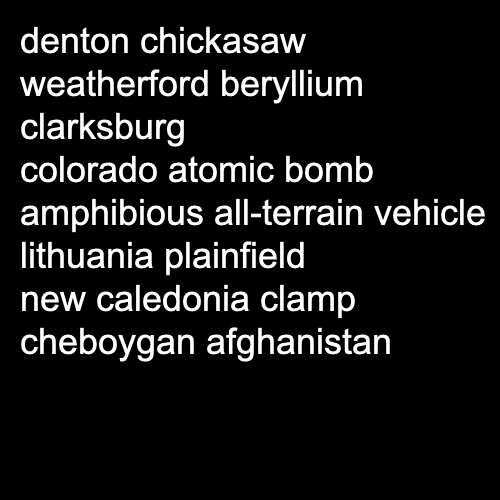 denton chickasaw
weatherford beryllium
clarksburg
colorado atomic bomb
amphibious all-terrain vehicle
lithuania plainfield
new caledonia clamp
cheboygan afghanistan